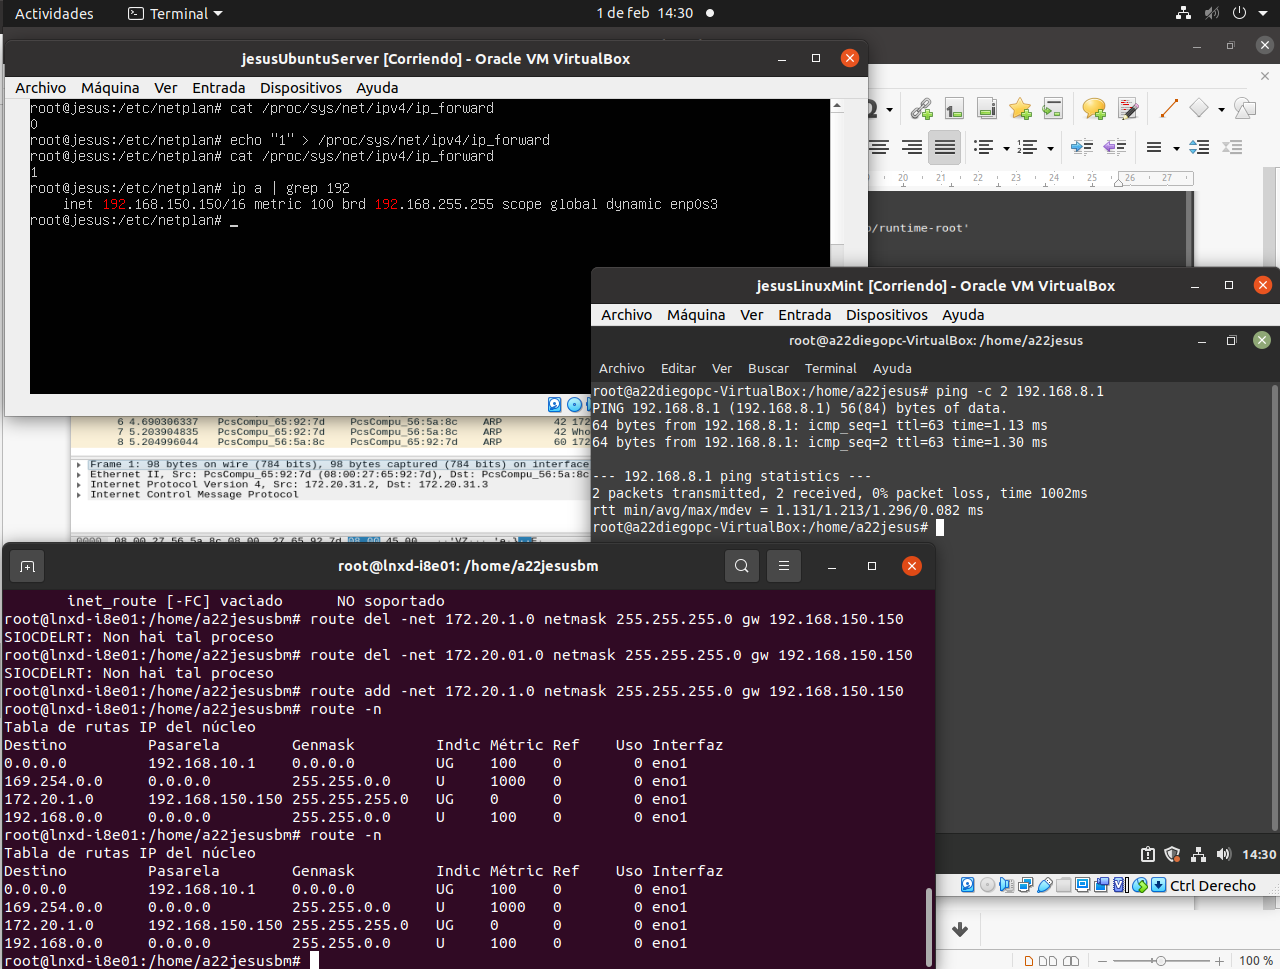 Actividades
Terminal
1 de feb 14:30
jesusUbuntuServer [Corriendo] - Oracle VM VirtualBox
Archivo Máquina Ver Entrada Dispositivos Ayuda
root@jesus:/etc/netplan# cat /proc/sys/net/ipv4/ip_forward
0
root@jesus:/etc/netplan# echo "1" > /proc/sys/net/ipv4/ip_forward
root@jesus:/etc/netplan# cat /proc/sys/net/ipv4/ip_forward
1
root@jesus:/etc/netplan# ip a | grep 192
inet 192.168.150.150/16 metric 100 brd 192.168.255.255 scope global dynamic enp0s3
root@jesus:/etc/netplan#
20 21 22 23 24 25 26 27
/runtime-root'
jesusLinuxMint [Corriendo] - Oracle VM VirtualBox
Archivo Máquina Ver Entrada Dispositivos Ayuda
root@a22diegopc-VirtualBox: /home/a22jesus
Archivo Editar Ver Buscar Terminal Ayuda
root@a22diegopc-VirtualBox:/home/a22jesus# ping -c 2 192.168.8.1
PING 192.168.8.1 (192.168.8.1) 56(84) bytes of data.
64 bytes from 192.168.8.1: icmp_seq=1 ttl=63 time=1.13 ms
64 bytes from 192.168.8.1: icmp_seq=2 ttl=63 time=1.30 ms
--- 192.168.8.1 ping statistics ---
2 packets transmitted, 2 received, 0% packet loss, time 1002ms
rtt min/avg/max/mdev = 1.131/1.213/1.296/0.082 ms
root@a22diegopc-VirtualBox:/home/a22jesus#
6 4.690306337 PcsCompu_65:92:7d PcsCompu_56:5a:8c ARP 42 172
7 5.203904835 PcsCompu_56:5a:8c PcsCompu_65:92:7d ARP 42 Who
8 5.204996044 PcsCompu_56:5a:8c PcsCompu_65:92:7d ARP 60 172
Frame 1: 98 bytes on wire (784 bits), 98 bytes captured (784 bits) on interface
Ethernet II, Src: PcsCompu_65:92:7d (08:00:27:65:92:7d), Dst: PcsCompu_56:5a:8c
Internet Protocol Version 4, Src: 172.20.31.2, Dst: 172.20.31.3
Internet Control Message Protocol
0000 08 00 27 56 5a 8c 08 00 27 65 92 7d 08 00 45 00
root@lnxd-i8e01: /home/a22jesusbm
inet_route [-FC] vaciado NO soportado
root@lnxd-i8e01:/home/a22jesusbm# route del -net 172.20.1.0 netmask 255.255.255.0 gw 192.168.150.150
SIOCDELRT: Non hai tal proceso
root@lnxd-i8e01:/home/a22jesusbm# route del -net 172.20.01.0 netmask 255.255.255.0 gw 192.168.150.150
SIOCDELRT: Non hai tal proceso
root@lnxd-i8e01:/home/a22jesusbm# route add -net 172.20.1.0 netmask 255.255.255.0 gw 192.168.150.150
root@lnxd-i8e01:/home/a22jesusbm# route -n
Tabla de rutas IP del núcleo
Destino Pasarela Genmask Indic Métric Ref Uso Interfaz
0.0.0.0 192.168.10.1 0.0.0.0 UG 100 0 0 eno1
169.254.0.0 0.0.0.0 255.255.0.0 U 1000 0 0 eno1
172.20.1.0 192.168.150.150 255.255.255.0 UG 0 0 0 eno1
192.168.0.0 0.0.0.0 255.255.0.0 U 100 0 0 eno1
root@lnxd-i8e01:/home/a22jesusbm# route -n
Tabla de rutas IP del núcleo
Destino Pasarela Genmask Indic Métric Ref Uso Interfaz
0.0.0.0 192.168.10.1 0.0.0.0 UG 100 0 0 eno1
169.254.0.0 0.0.0.0 255.255.0.0 U 1000 0 0 eno1
172.20.1.0 192.168.150.150 255.255.255.0 UG 0 0 0 eno1
192.168.0.0 0.0.0.0 255.255.0.0 U 100 0 0 eno1
root@lnxd-i8e01:/home/a22jesusbm#
14:30
Ctrl Derecho
100 %